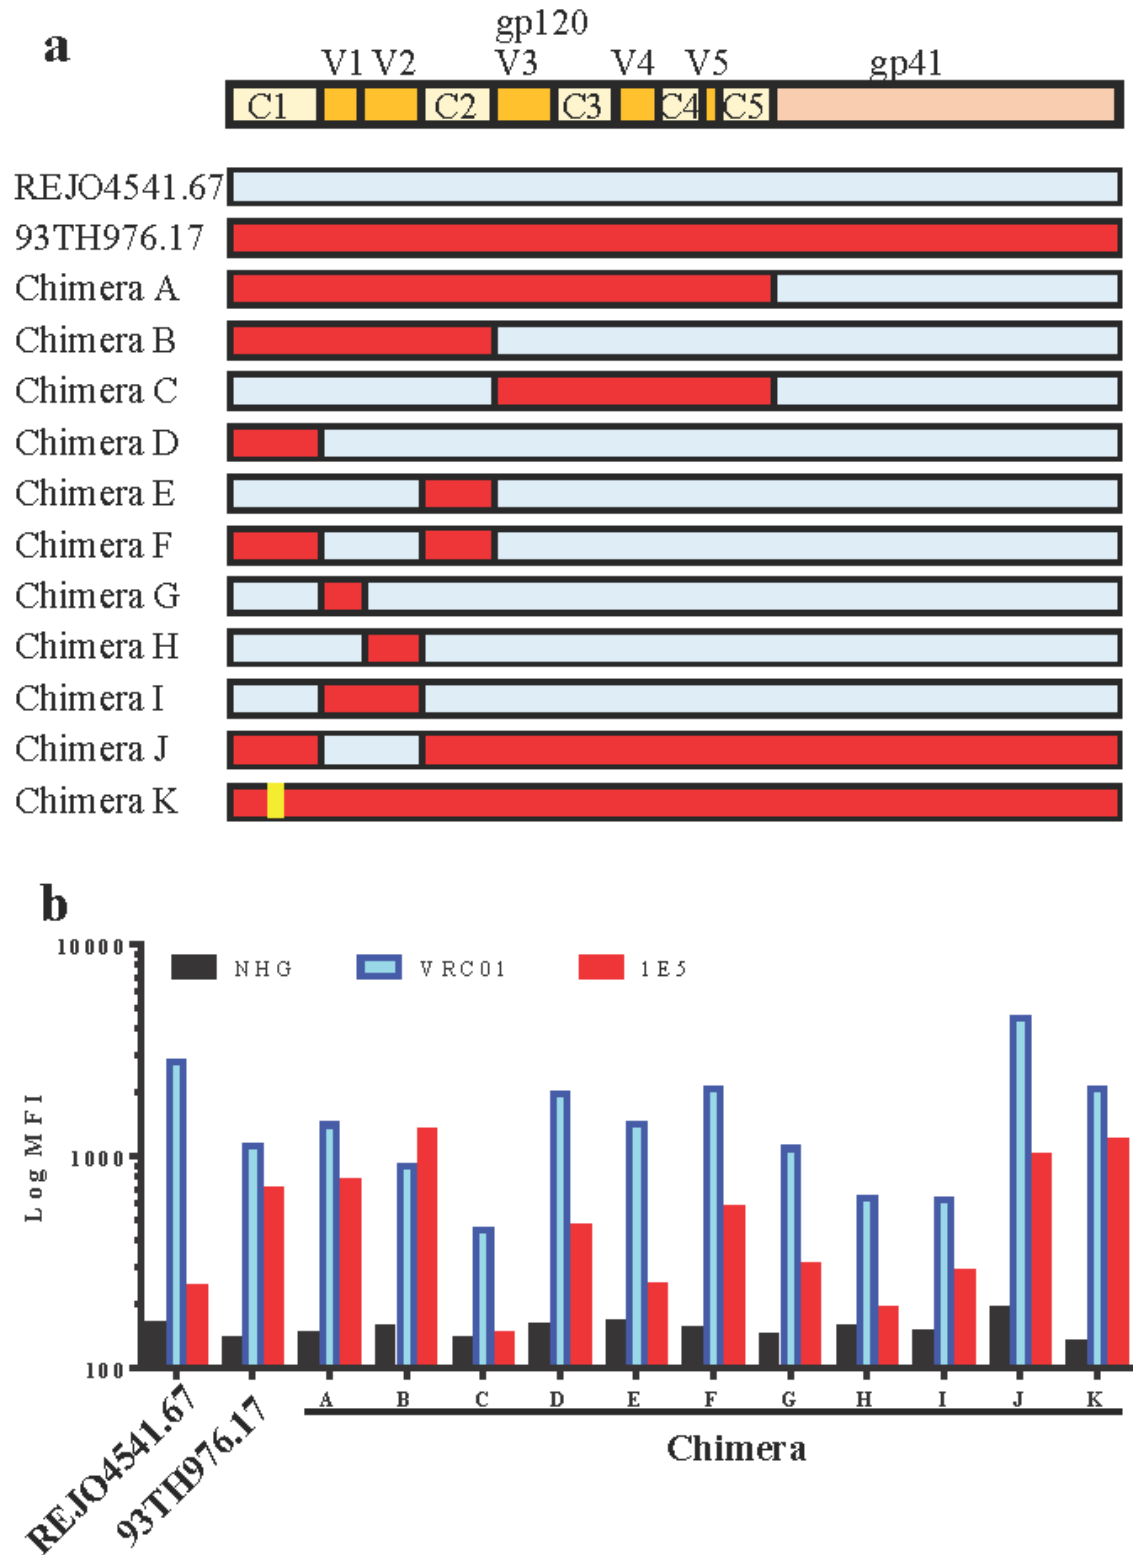 a
gp120
V1 V2 V3 V4 V5 gp41
C1 C2 C3 C4 C5
REJO4541.67
93TH976.17
Chimera A
Chimera B
Chimera C
Chimera D
Chimera E
Chimera F
Chimera G
Chimera H
Chimera I
Chimera J
Chimera K
b
10000
NHG VRC01 1E5
Log MFI
1000
100
A B C D E F G H I J K
REJO4541.67
93TH976.17
Chimera